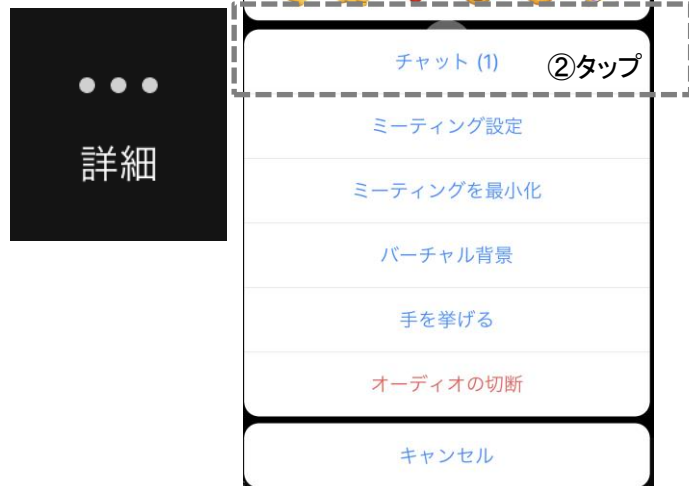 詳細
チャット (1)
②タップ
ミーティング設定
ミーティングを最小化
バーチャル背景
手を挙げる
オーディオの切断
キャンセル